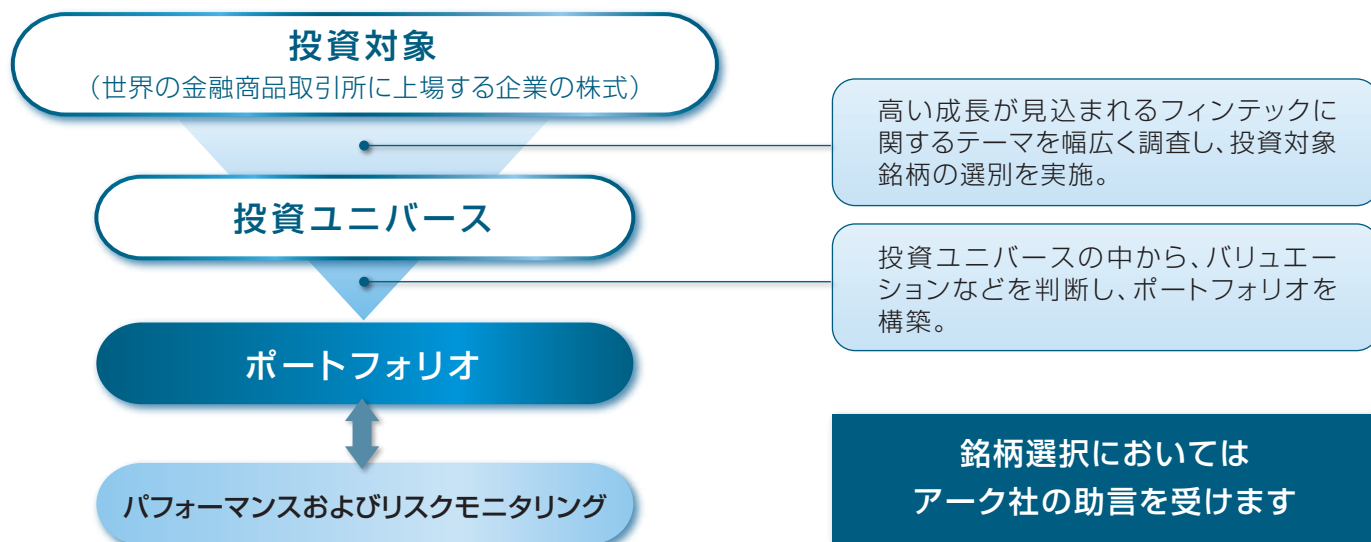 投資対象
（世界の金融商品取引所に上場する企業の株式）
高い成長が見込まれるフィンテックに
関するテーマを幅広く調査し、投資対象
銘柄の選別を実施。
投資ユニバース
投資ユニバースの中から、バリュエー
ションなどを判断し、ポートフォリオを
構築。
ポートフォリオ
パフォーマンスおよびリスクモニタリング
銘柄選択においては
アーク社の助言を受けます